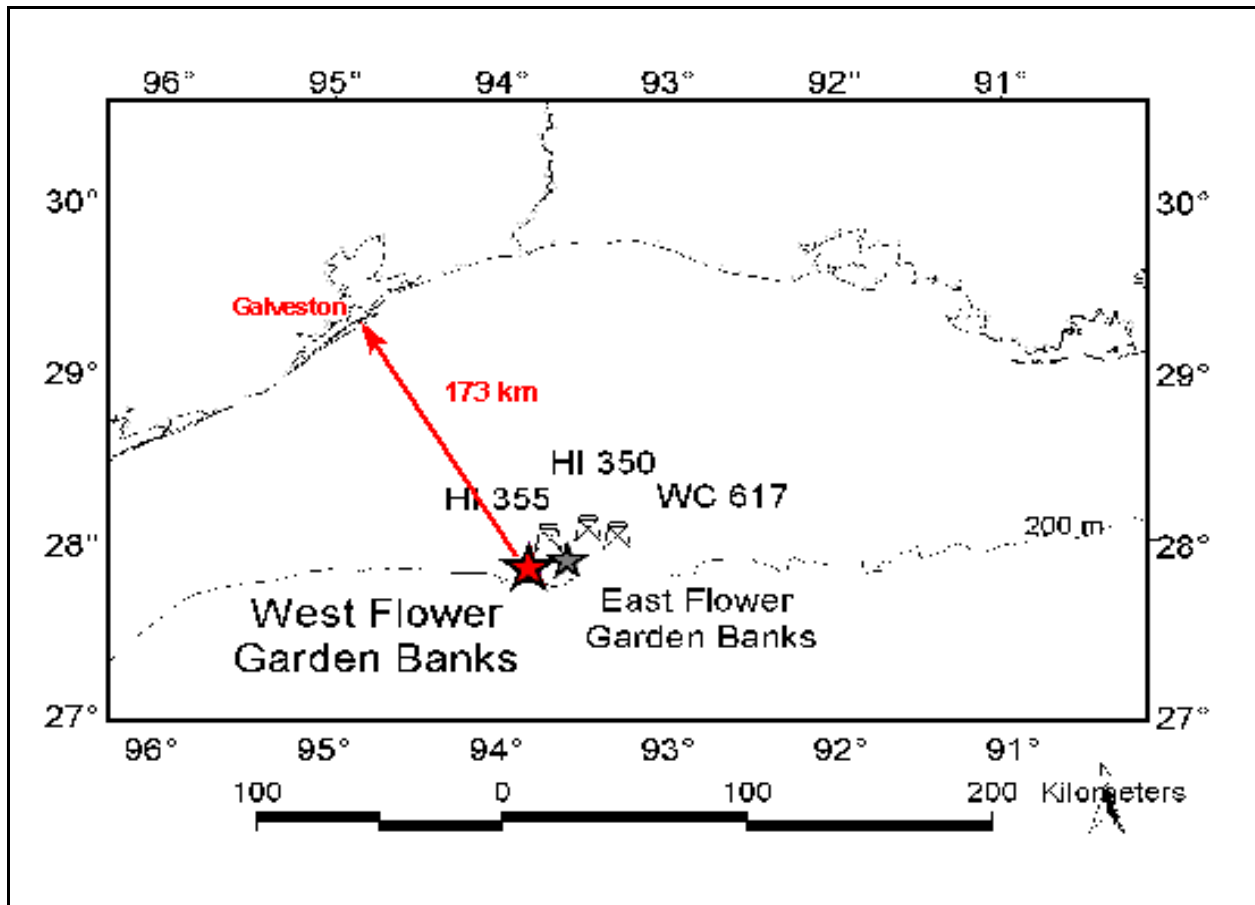 96° 95° 94° 93° 92" 91°
30° 30°
Galveston
29° 29°
173 km
HI 350
HI 355 WC 617
200 m
28" 28°
West Flower
Garden Banks
East Flower
Garden Banks
27° 27°
96° 95° 94° 93° 92° 91°
100 0 100 200 Kilometers